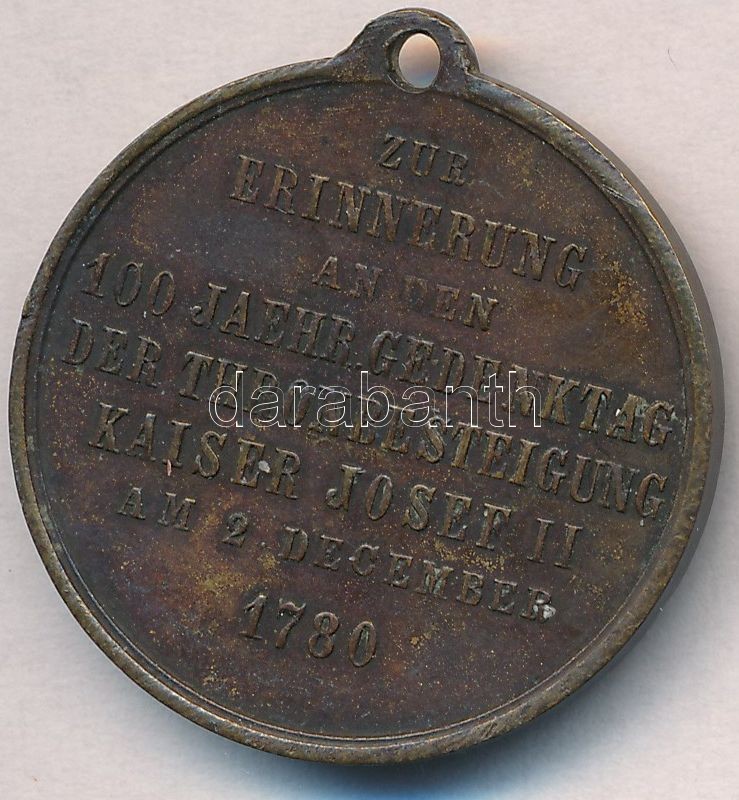 ZUR
ERINNERUNG
AN DEN
100 JAEHR. GEDENKTAG
DER THRONBESTEIGUNG
KAISER JOSEF II
AM 2. DECEMBER
1780
darabanth